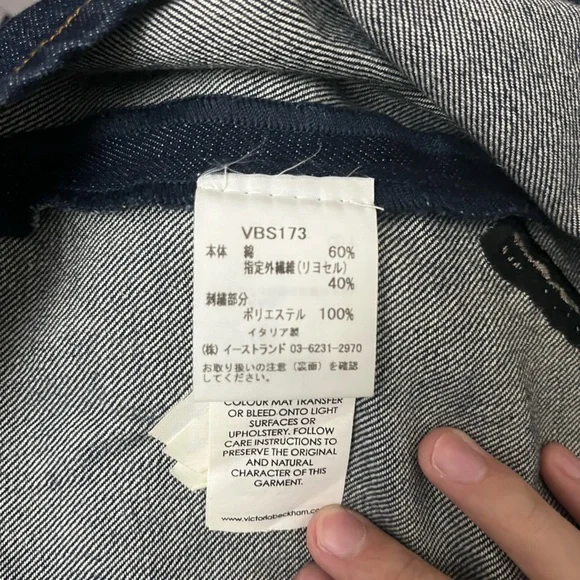 VBS173
本体 綿 60%
指定外繊維(リヨセル)
40%
刺繍部分
ポリエステル 100%
イタリア製
(株) イーストランド 03-6231-2970
お取り扱いの注意(裏面)を確認
してください。
COLOUR MAY TRANSFER
OR BLEED ONTO LIGHT
SURFACES OR
UPHOLSTERY. FOLLOW
CARE INSTRUCTIONS TO
PRESERVE THE ORIGINAL
AND NATURAL
CHARACTER OF THIS
GARMENT.
www.victoriabeckham.co